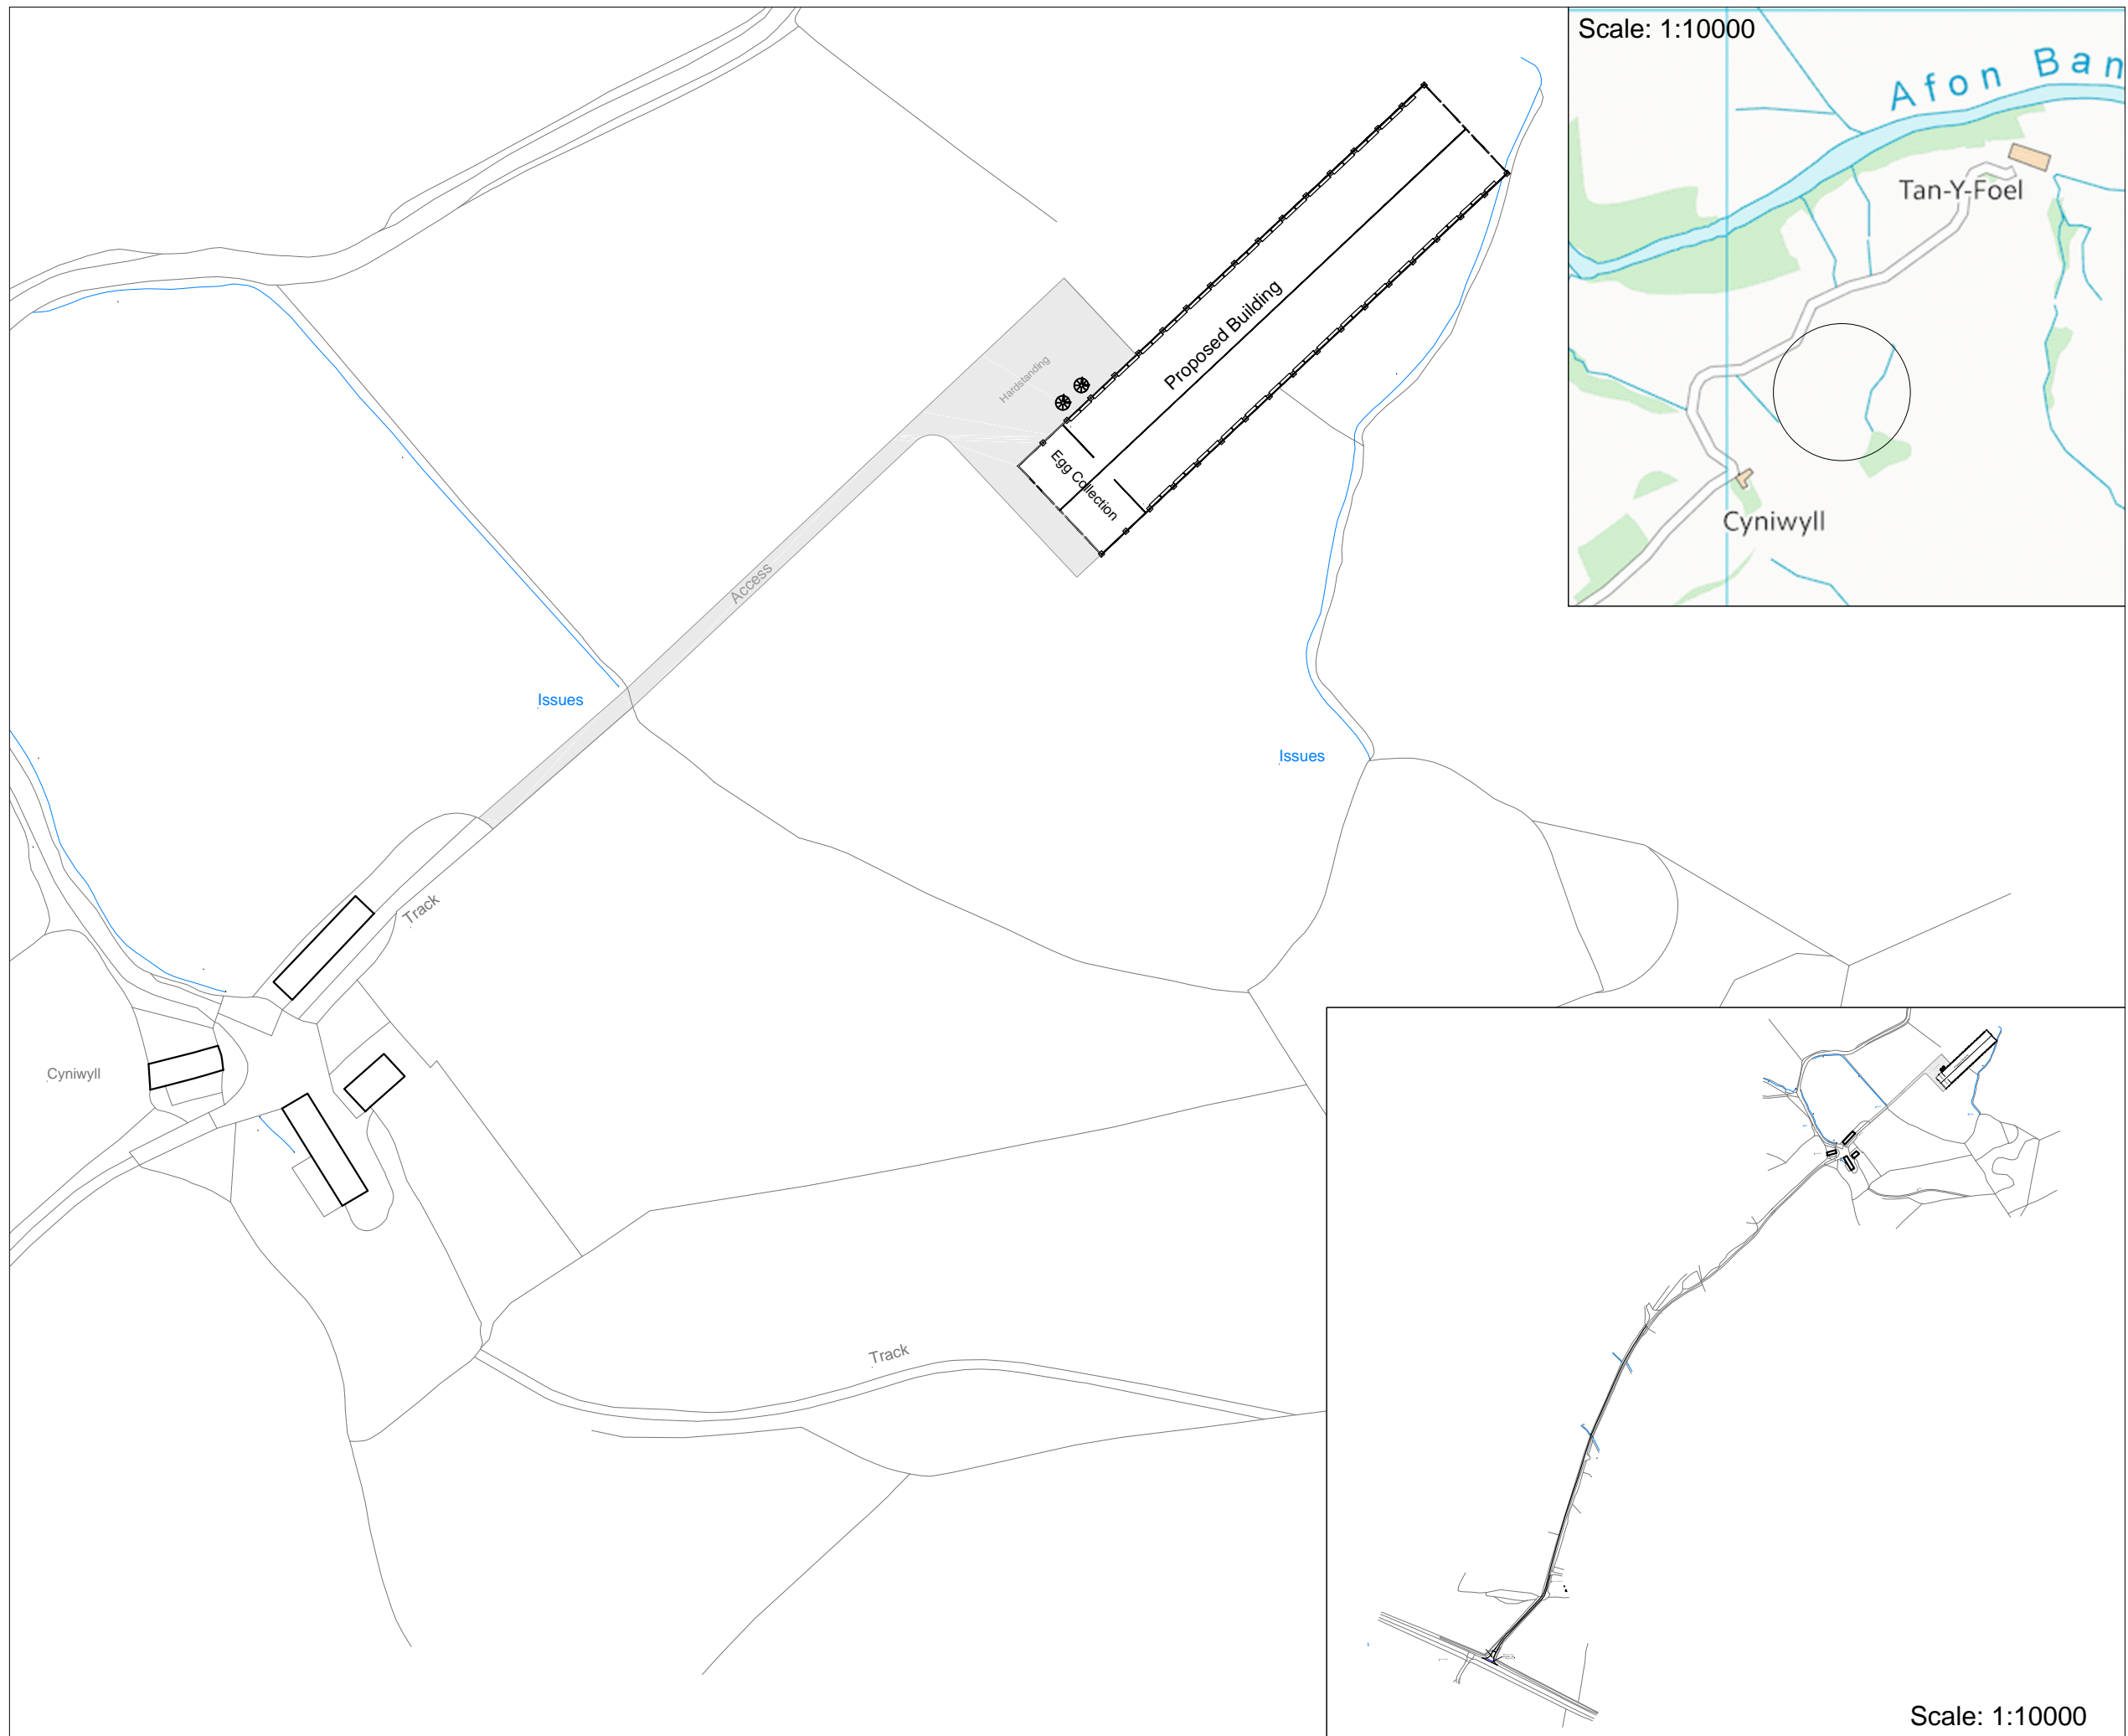 Scale: 1:10000
Afon Ban
Tan-Y-Foel
Cyniwyll
Proposed Building
Hardstanding
Egg Collection
Access
Issues
Issues
Track
Cyniwyll
Track
Scale: 1:10000